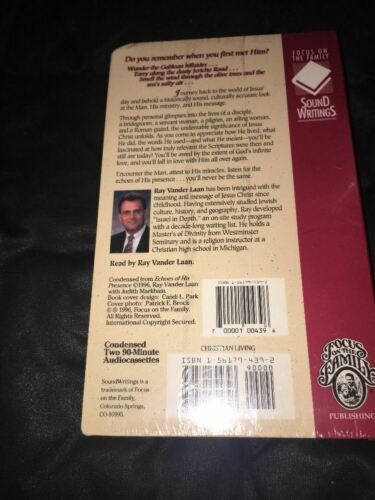 Do you remember when you first met Him?
Wander the Galilean hillsides . . .
Tarry along the dusty Jericho Road . . .
Smell the wind through the olive trees and the
sea's salty air . . .
Journey back to the world of Jesus'
day and behold a historically sound, culturally accurate look
at the Man, His ministry, and His message.
Through personal glimpses into the lives of a disciple,
a bridegroom, a servant woman, a pilgrim, an ailing woman,
and a Roman guard, the undeniable significance of Jesus
Christ unfolds. As you come to appreciate how He lived, what
He did, the words He used—and what He meant—you'll be
fascinated at how truly relevant the Scriptures were then and
still are today! You'll be awed by the extent of God's infinite
love, and you'll fall in love with Him all over again.
Encounter the Man, attest to His miracles, listen for the
echoes of His presence . . . you'll never be the same.
Ray Vander Laan has been intrigued with the
meaning and message of Jesus Christ since
childhood. Having extensively studied Jewish
culture, history, and geography, Ray developed
"Israel in Depth," an on-site study program
with a decade-long waiting list. He holds a
Master's of Divinity from Westminster
Seminary and is a religion instructor at a
Christian high school in Michigan.
Read by Ray Vander Laan.
Condensed from Echoes of His
Presence ©1996, Ray Vander Laan
with Judith Markham.
Book cover design: Candi L. Park
Cover photo: Patrick E. Brock
© ℗ 1996, Focus on the Family.
All Rights Reserved.
International Copyright Secured.
Condensed
Two 90-Minute
Audiocassettes
SoundWritings is a
trademark of Focus
on the Family,
Colorado Springs,
CO 80995.
ISBN 1-56179-439-2
7 00001 00439 4
CHRISTIAN LIVING
ISBN 1-56179-439-2
90000
FOCUS ON
THE FAMILY
SOUND
WRITINGS
FOCUS
ON THE
FAMILY
PUBLISHING